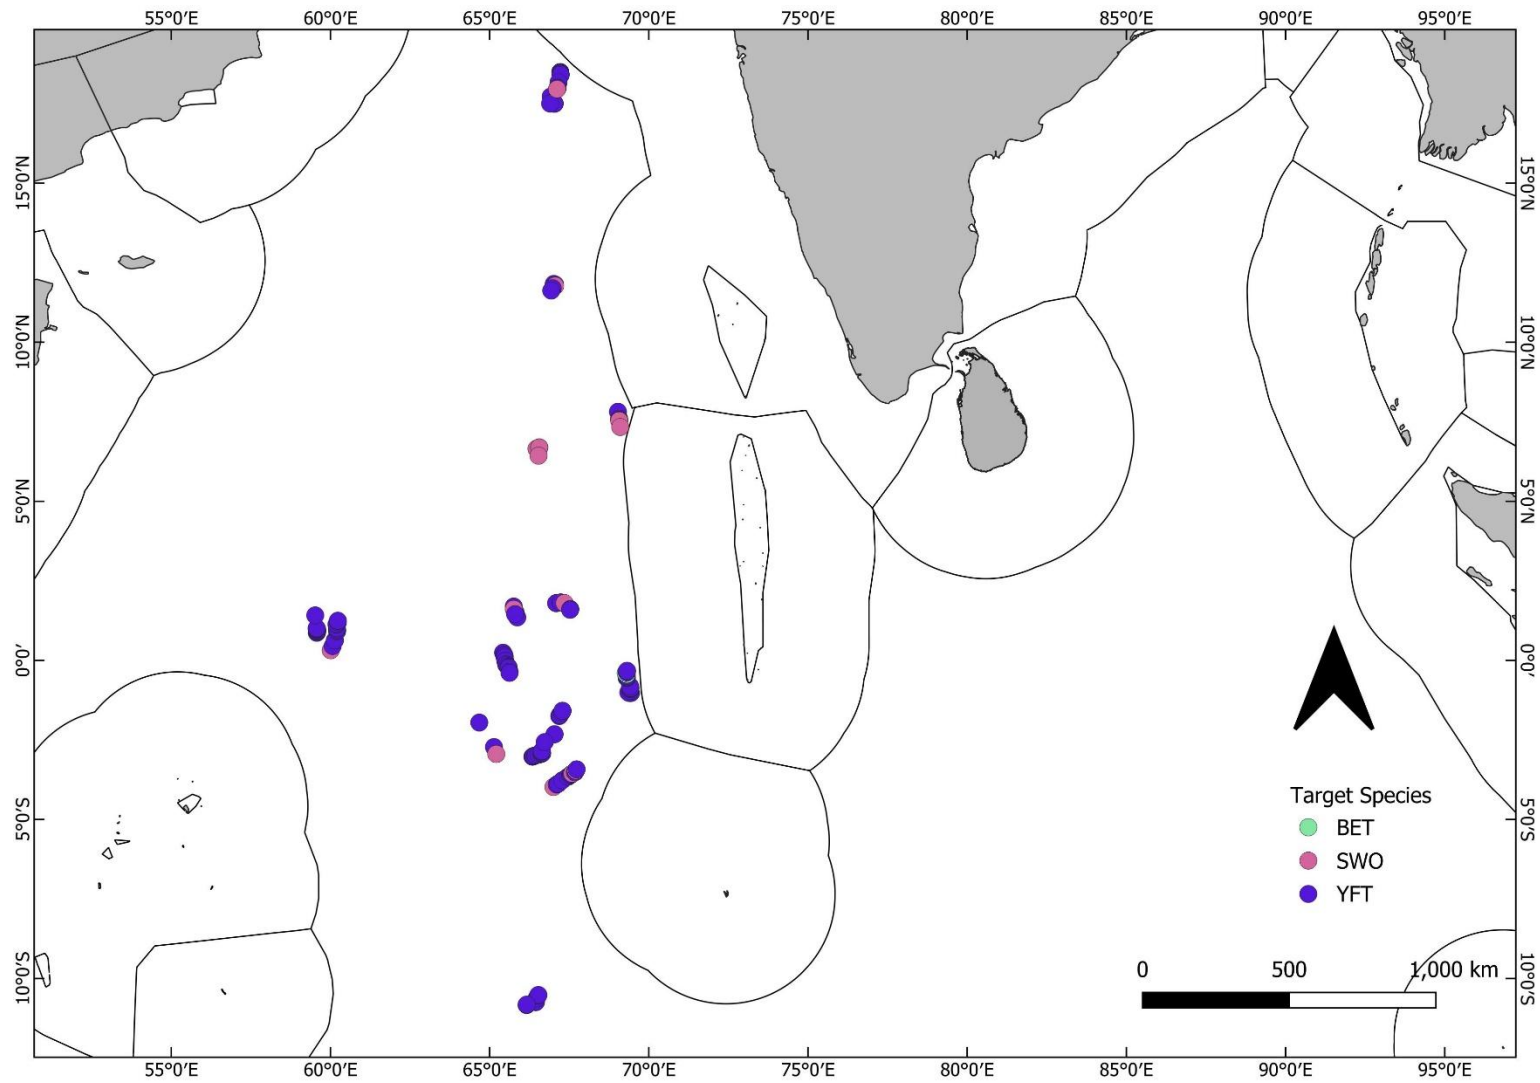 55°0′E 60°0′E 65°0′E 70°0′E 75°0′E 80°0′E 85°0′E 90°0′E 95°0′E
15°0′N 15°0′N
10°0′N 10°0′N
5°0′N 5°0′N
0°0′ 0°0′
Target Species
BET
SWO
YFT
5°0′S 5°0′S
0 500 1,000 km
10°0′S 10°0′S
55°0′E 60°0′E 65°0′E 70°0′E 75°0′E 80°0′E 85°0′E 90°0′E 95°0′E